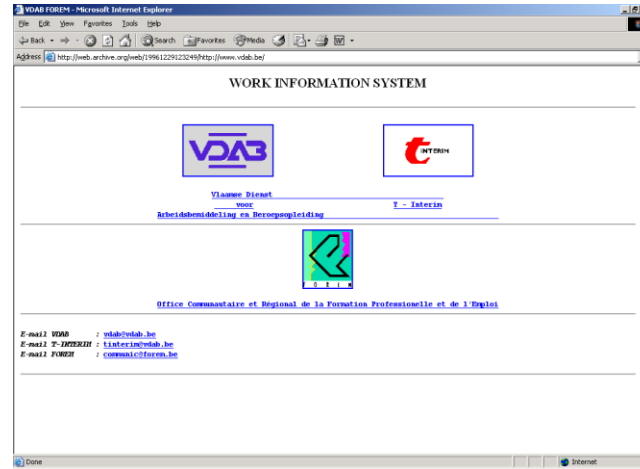 VDAB FOREM - Microsoft Internet Explorer
File Edit View Favorites Tools Help
Back Search Favorites Media
Address http://web.archive.org/web/19961229123249/http://www.vdab.be/
WORK INFORMATION SYSTEM
VDAB
T INTERIM
Vlaamse Dienst
voor T - Interim
Arbeidsbemiddeling en Beroepsopleiding
F O R E M
Office Communautaire et Régional de la Formation Professionelle et de l'Emploi
E-mail VDAB : vdab@vdab.be
E-mail T-INTERIM : tinterim@vdab.be
E-mail FOREM : communic@forem.be
Done Internet